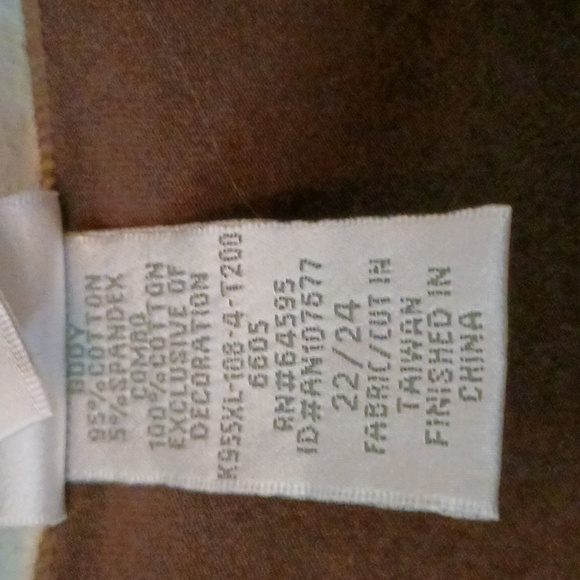 BODY
95%COTTON
5%SPANDEX
COMBO
100%COTTON
EXCLUSIVE OF
DECORATION
K955XL-108-4-T200
6605
RN#64595
ID#AN107677
22/24
FABRIC/CUT IN
TAIWAN
FINISHED IN
CHINA